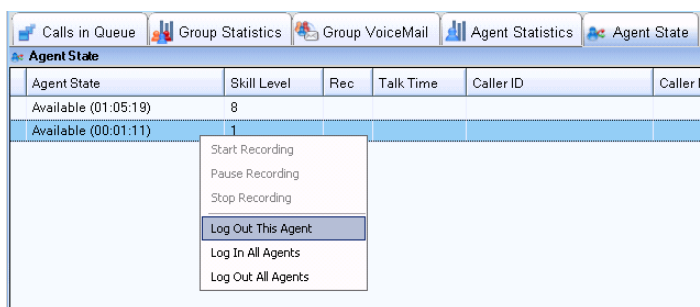 Calls in Queue Group Statistics Group VoiceMail Agent Statistics Agent State
Agent State
Agent State Skill Level Rec Talk Time Caller ID Caller
Available (01:05:19) 8
Available (00:01:11) 1
Start Recording
Pause Recording
Stop Recording
Log Out This Agent
Log In All Agents
Log Out All Agents